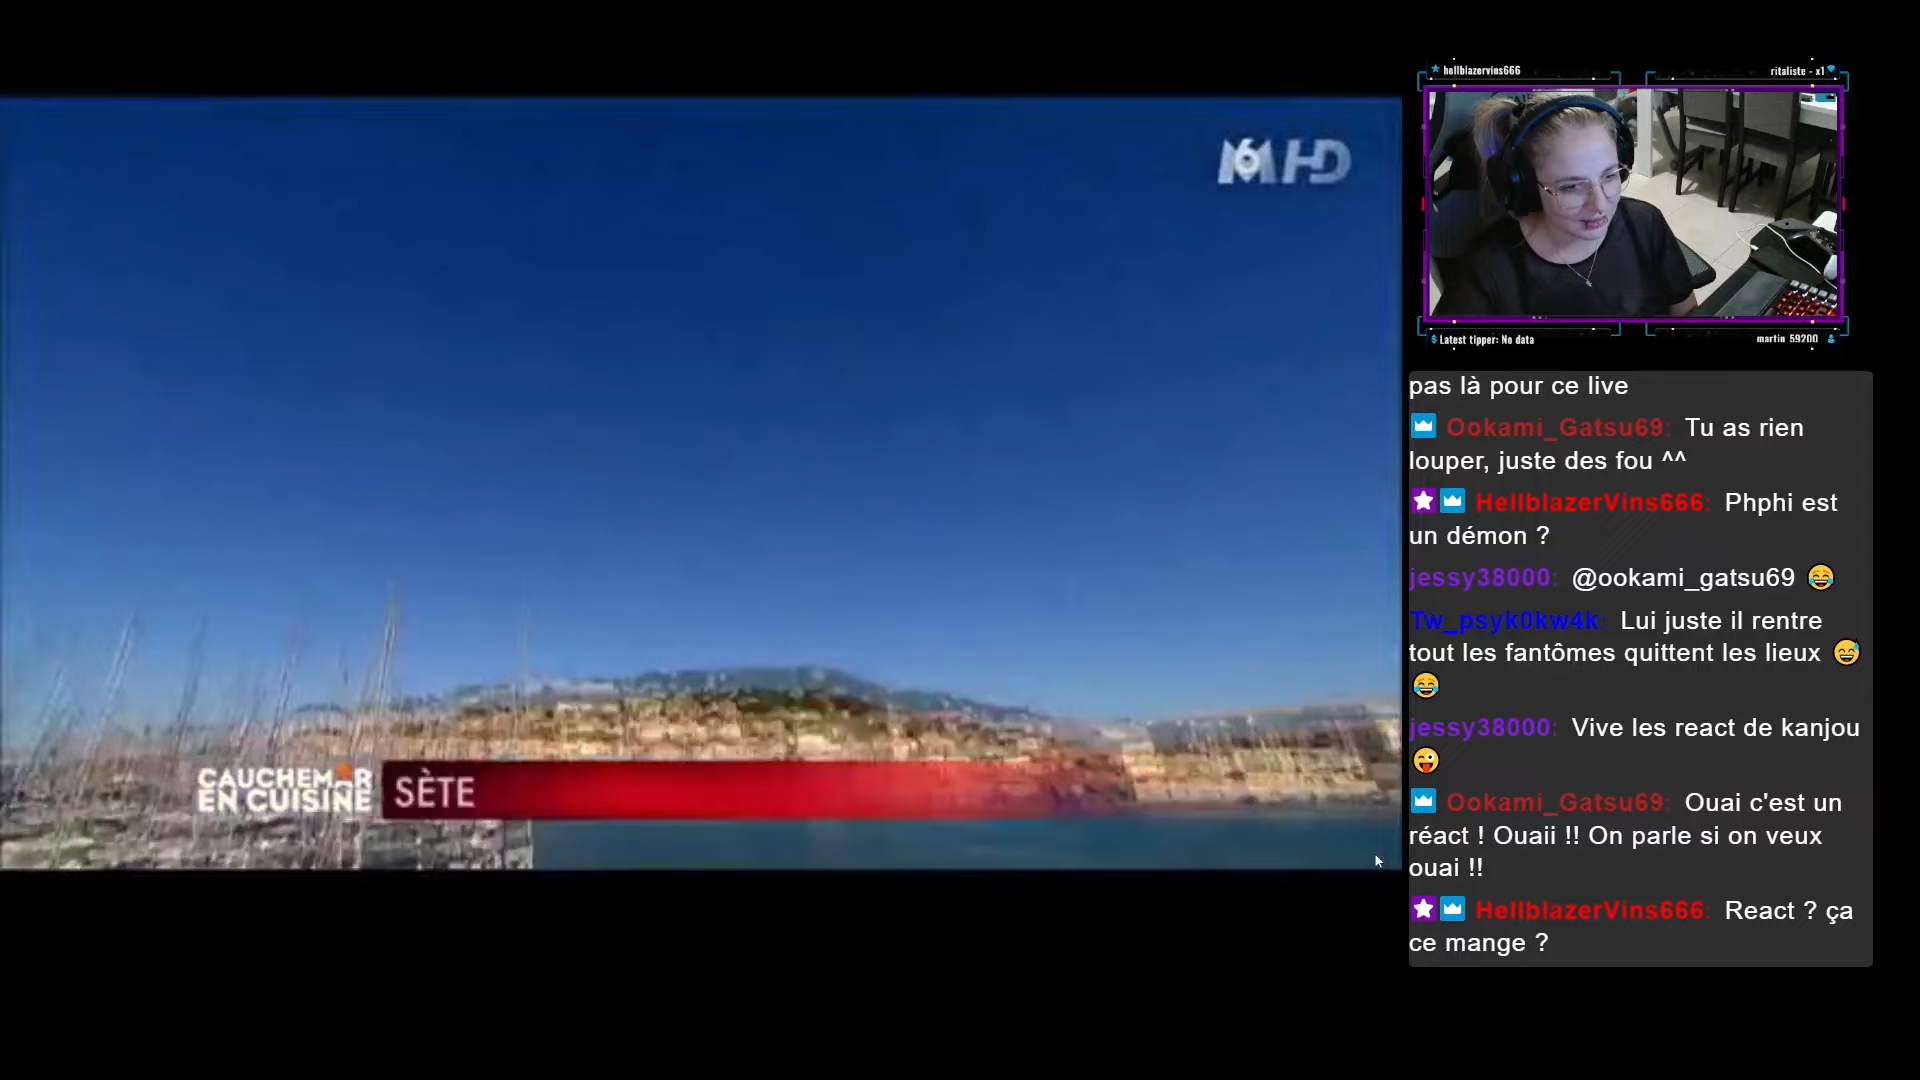 M6 HD
CAUCHEMAR
EN CUISINE
SÈTE
hellblazervins666
ritaliste - x1
$ Latest tipper: No data
martin_59200
pas là pour ce live
Ookami_Gatsu69: Tu as rien
louper, juste des fou ^^
HellblazerVins666: Phphi est
un démon ?
jessy38000: @ookami_gatsu69 😂
Tw_psyk0kw4k: Lui juste il rentre
tout les fantômes quittent les lieux 😅
😂
jessy38000: Vive les react de kanjou
😜
Ookami_Gatsu69: Ouai c'est un
réact ! Ouaii !! On parle si on veux
ouai !!
HellblazerVins666: React ? ça
ce mange ?